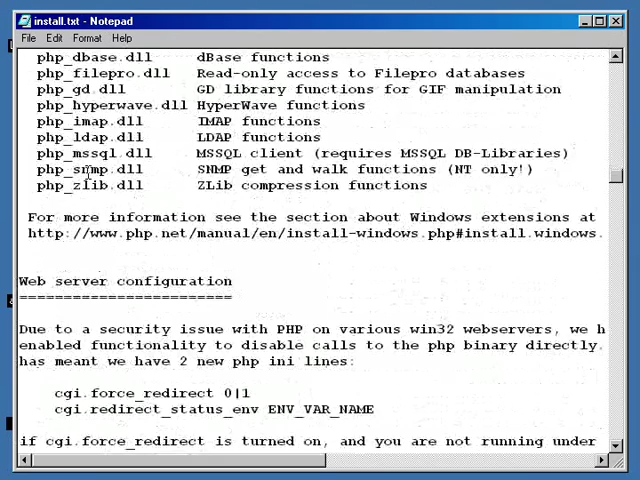 install.txt - Notepad
File Edit Format Help
php_dbase.dll dBase functions
php_filepro.dll Read-only access to Filepro databases
php_gd.dll GD library functions for GIF manipulation
php_hyperwave.dll HyperWave functions
php_imap.dll IMAP functions
php_ldap.dll LDAP functions
php_mssql.dll MSSQL client (requires MSSQL DB-Libraries)
php_snmp.dll SNMP get and walk functions (NT only!)
php_zlib.dll ZLib compression functions
For more information see the section about Windows extensions at
http://www.php.net/manual/en/install-windows.php#install.windows.
Web server configuration
========================
Due to a security issue with PHP on various win32 webservers, we h
enabled functionality to disable calls to the php binary directly.
has meant we have 2 new php ini lines:
cgi.force_redirect 0|1
cgi.redirect_status_env ENV_VAR_NAME
if cgi.force_redirect is turned on, and you are not running under